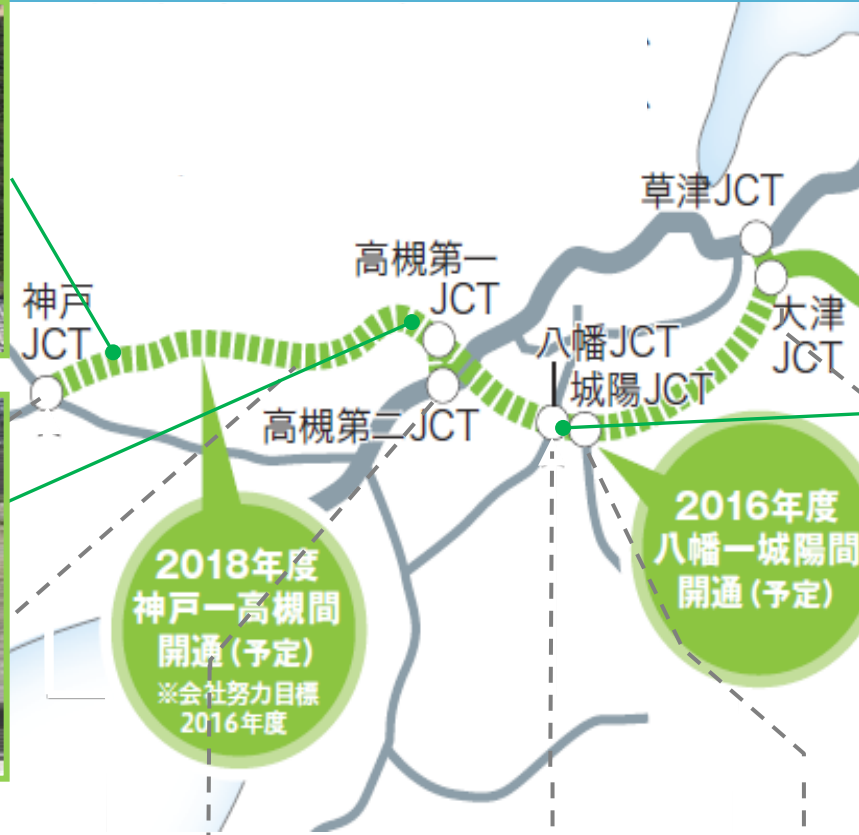 草津JCT
高槻第一
JCT
神戸
JCT
大津
JCT
八幡JCT
城陽JCT
高槻第二JCT
2016年度
八幡ー城陽間
開通(予定)
2018年度
神戸ー高槻間
開通(予定)
※会社努力目標
2016年度